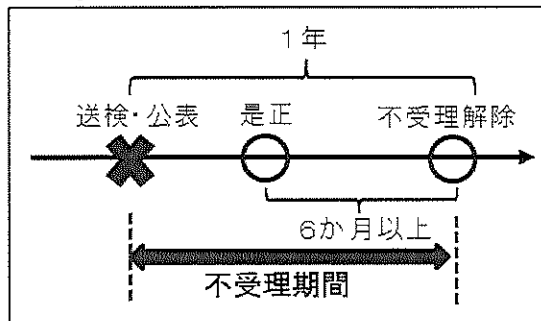 1年
送検・公表
是正
不受理解除
6か月以上
不受理期間